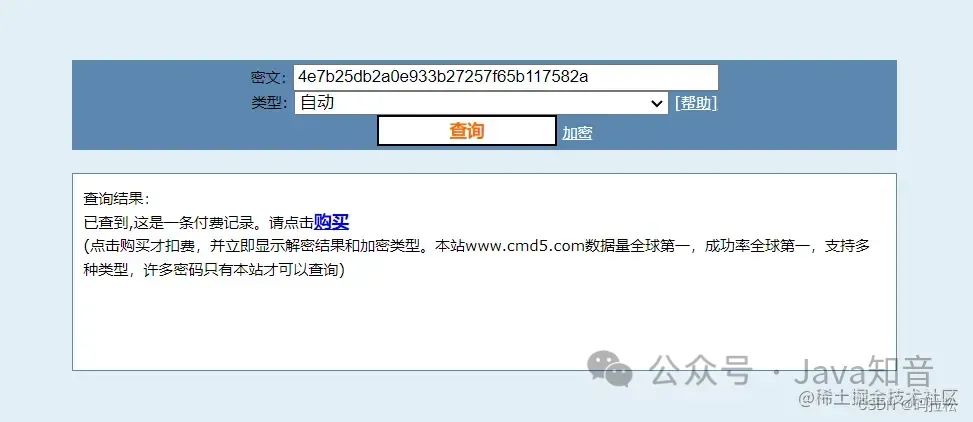 密文：4e7b25db2a0e933b27257f65b117582a
类型：自动 [帮助]
查询 加密
查询结果：
已查到,这是一条付费记录。请点击购买
(点击购买才扣费，并立即显示解密结果和加密类型。本站www.cmd5.com数据量全球第一，成功率全球第一，支持多
种类型，许多密码只有本站才可以查询)
公众号 · Java知音
@稀土掘金技术社区
CSDN @码拉松